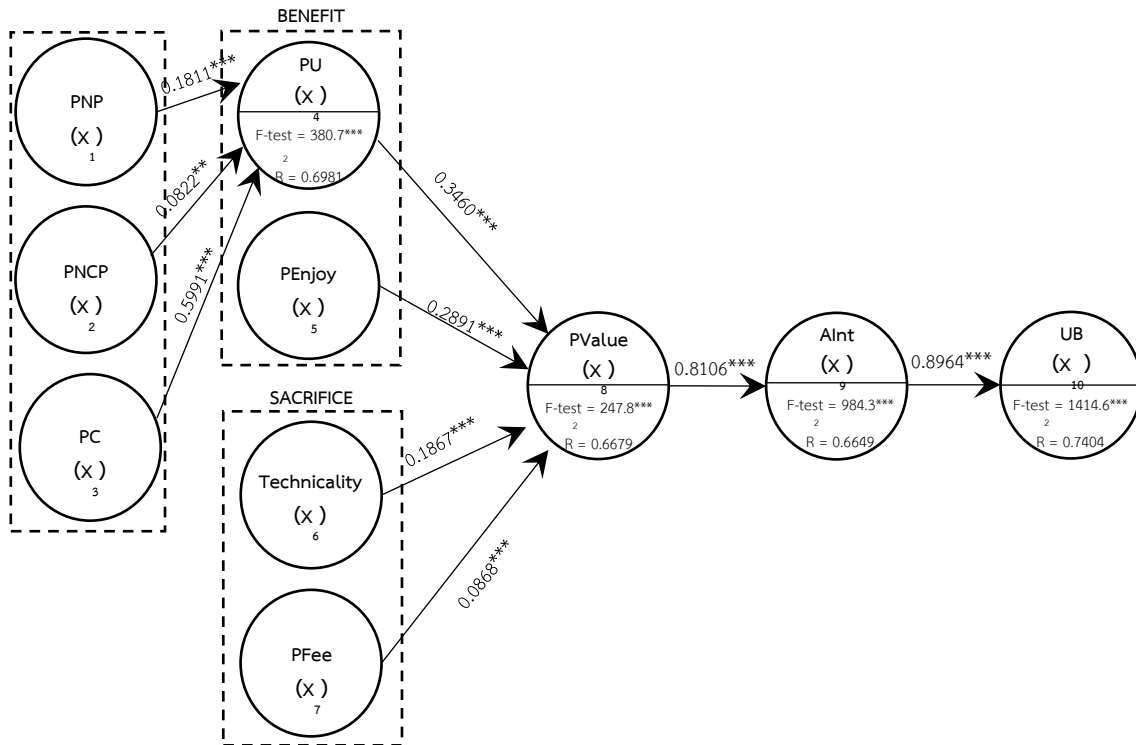 BENEFIT
PNP
(X )
1
PNCP
(X )
2
PC
(X )
3
0.1811***
0.0822**
0.5991***
PU
(X )
4
F-test = 380.7***
2
R = 0.6981
PEnjoy
(X )
5
SACRIFICE
Technicality
(X )
6
PFee
(X )
7
0.3460***
0.2891***
0.1867***
0.0868***
PValue
(X )
8
F-test = 247.8***
2
R = 0.6679
0.8106***
AInt
(X )
9
F-test = 984.3***
2
R = 0.6649
0.8964***
UB
(X )
10
F-test = 1414.6***
2
R = 0.7404